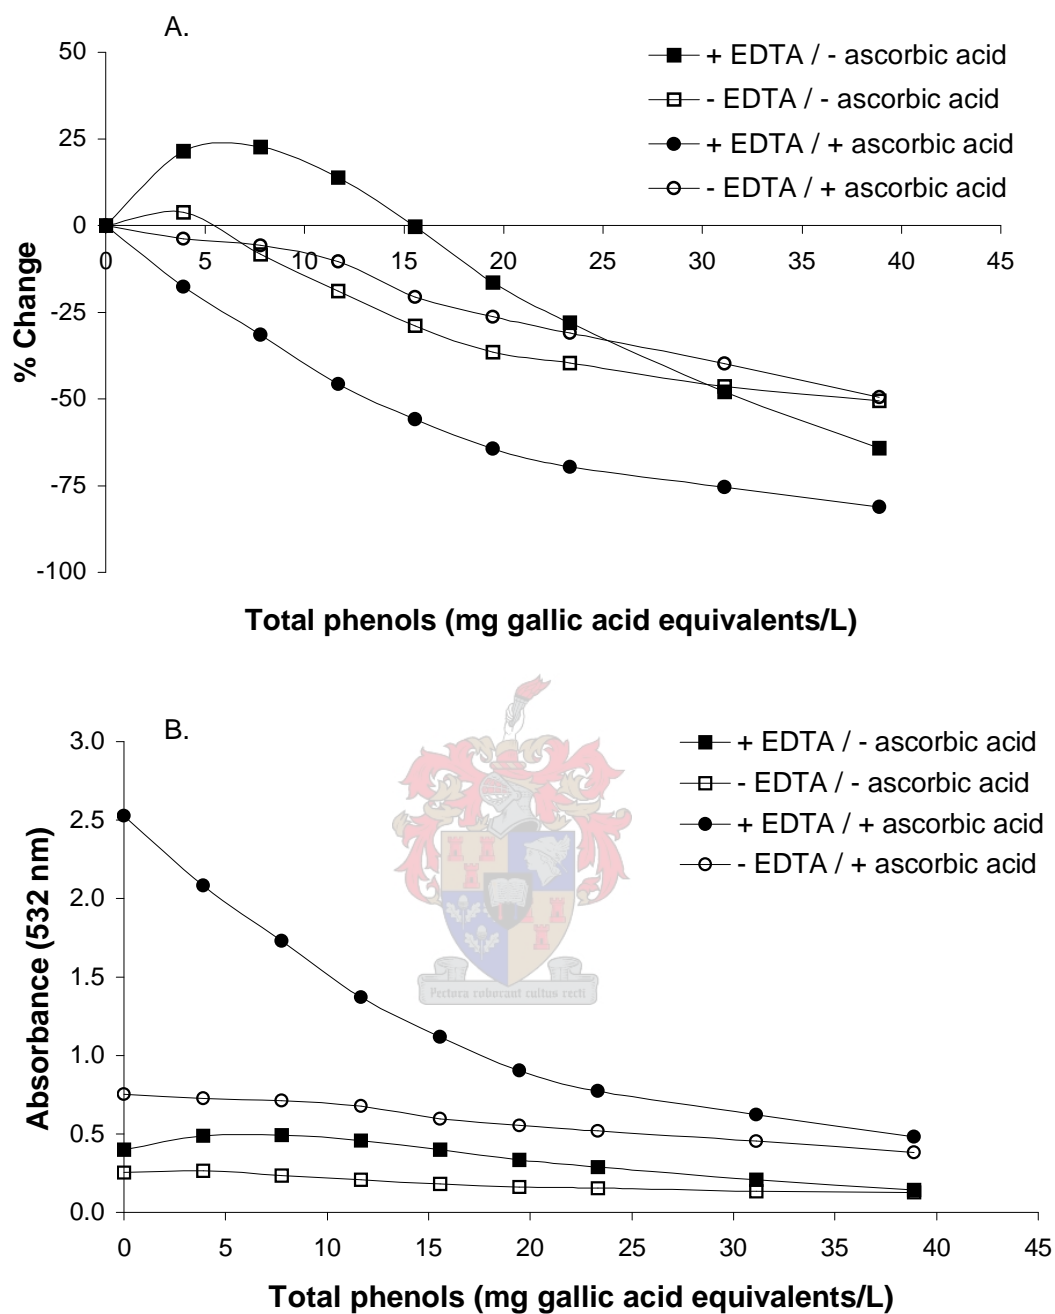 A.
50
25
0
-25
-50
-75
-100
% Change
0 5 10 15 20 25 30 35 40 45
+ EDTA / - ascorbic acid
- EDTA / - ascorbic acid
+ EDTA / + ascorbic acid
- EDTA / + ascorbic acid
Total phenols (mg gallic acid equivalents/L)
B.
3.0
2.5
2.0
1.5
1.0
0.5
0.0
Absorbance (532 nm)
+ EDTA / - ascorbic acid
- EDTA / - ascorbic acid
+ EDTA / + ascorbic acid
- EDTA / + ascorbic acid
Pectora roborant cultus recti
0 5 10 15 20 25 30 35 40 45
Total phenols (mg gallic acid equivalents/L)